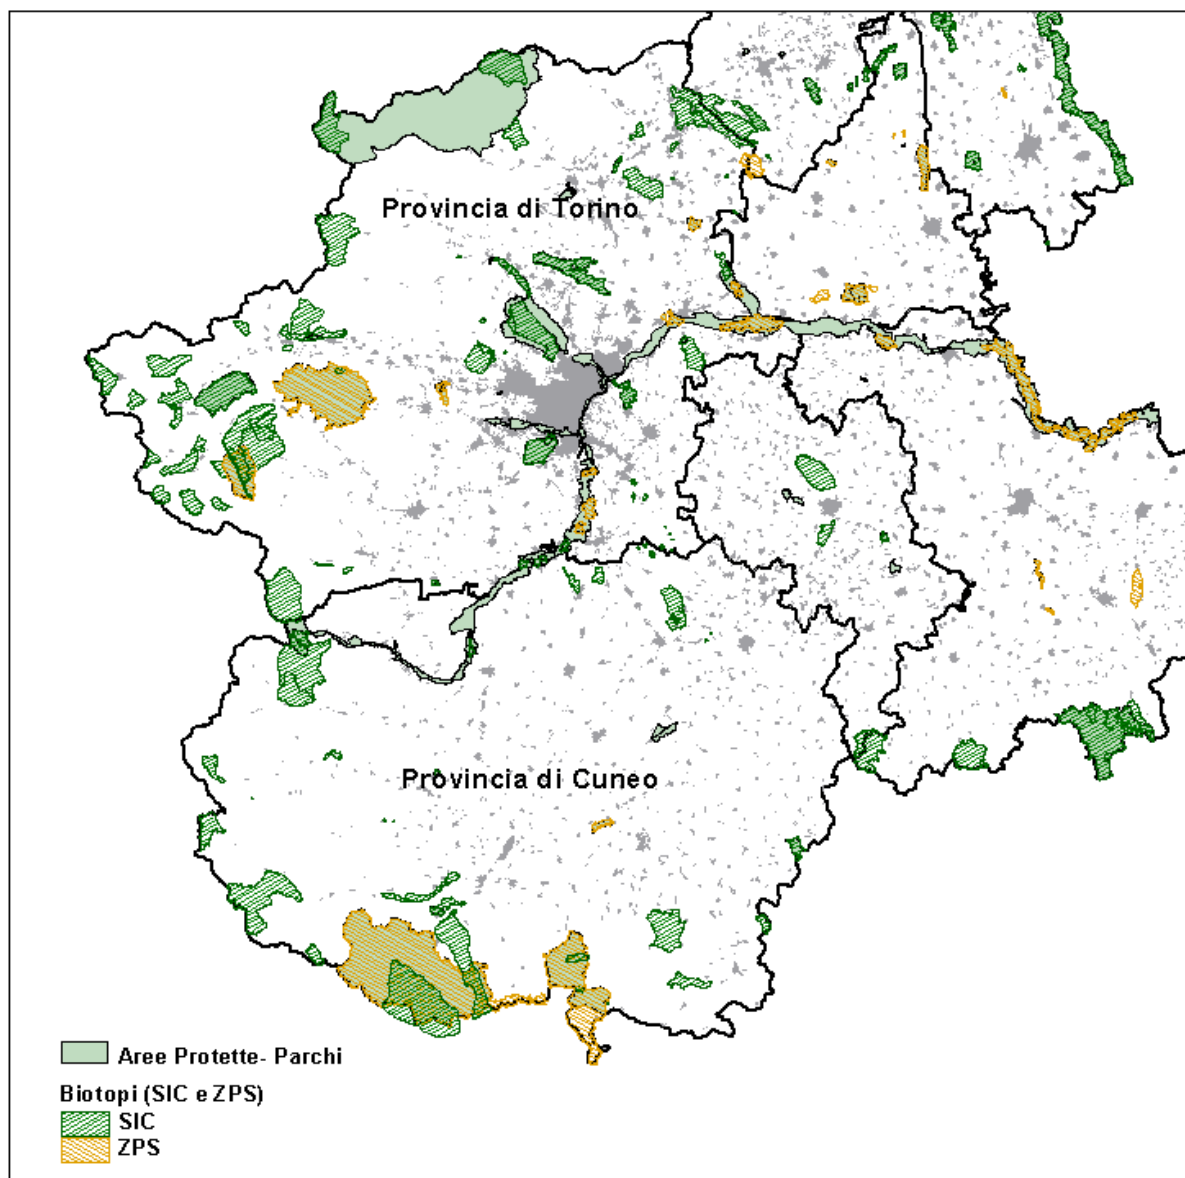 Provincia di Torino
Provincia di Cuneo
Aree Protette- Parchi
Biotopi (SIC e ZPS)
SIC
ZPS